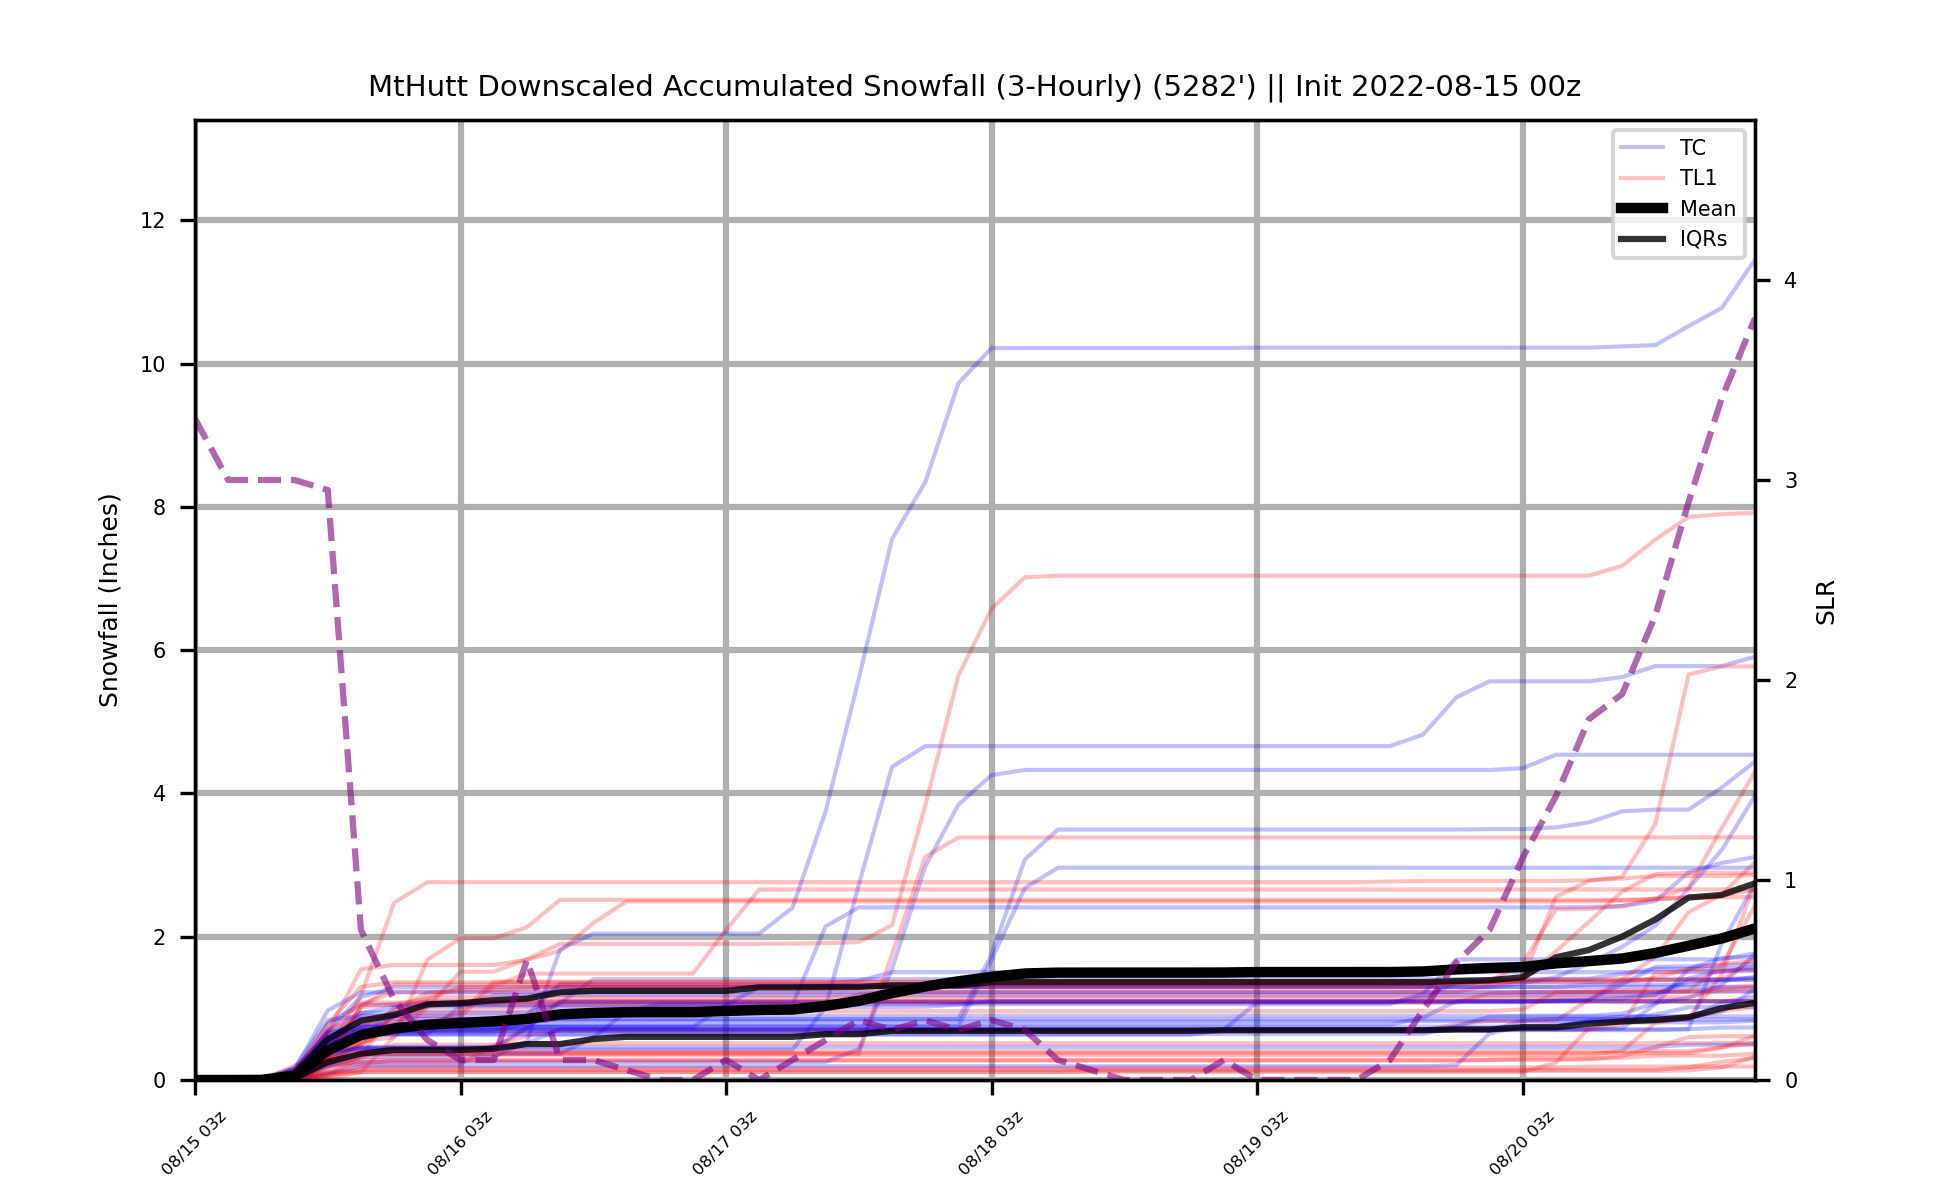 MtHutt Downscaled Accumulated Snowfall (3-Hourly) (5282') || Init 2022-08-15 00z
TC
TL1
Mean
IQRs
Snowfall (Inches)
12
10
8
6
4
2
0
SLR
4
3
2
1
0
08/15 03z
08/16 03z
08/17 03z
08/18 03z
08/19 03z
08/20 03z